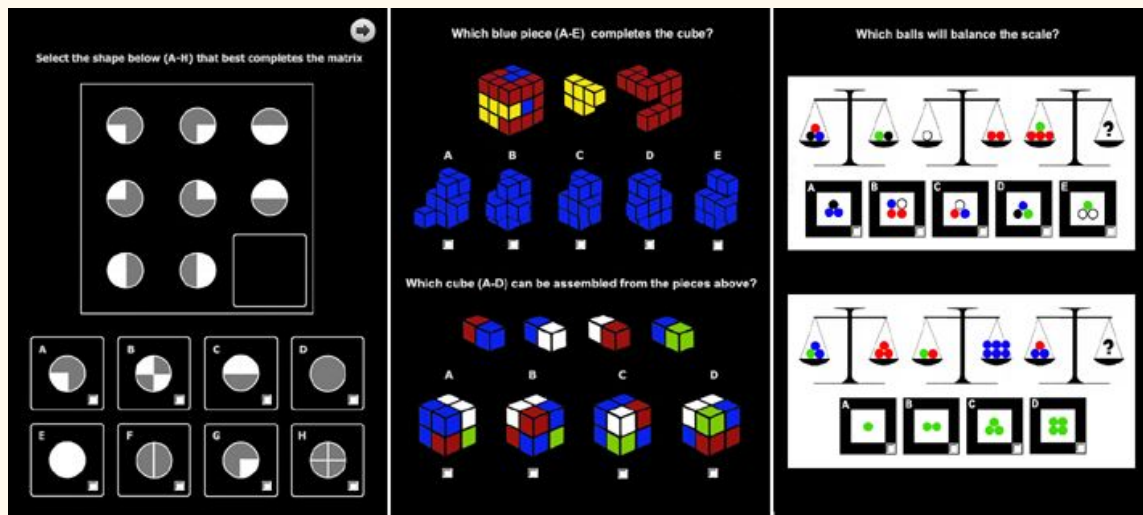 Select the shape below (A-H) that best completes the matrix
A
B
C
D
E
F
G
H
Which blue piece (A-E) completes the cube?
A B C D E
Which cube (A-D) can be assembled from the pieces above?
A B C D
Which balls will balance the scale?
?
A
B
C
D
E
?
A
B
C
D